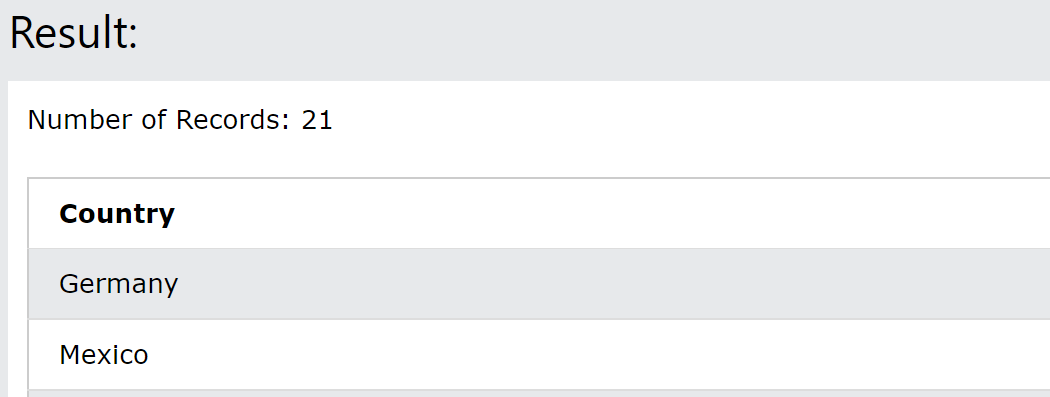 Result:
Number of Records: 21
Country
Germany
Mexico